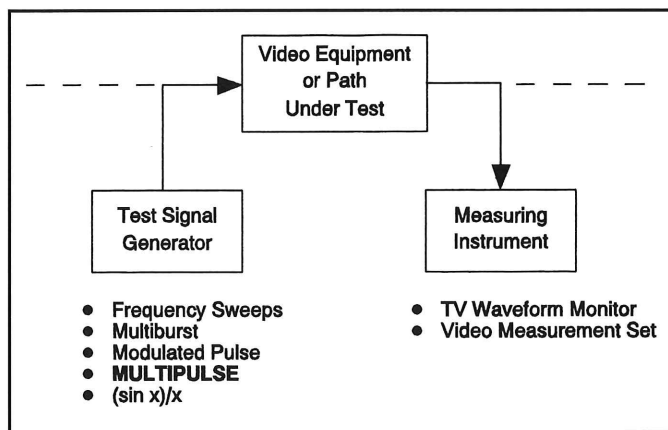 Video Equipment
or Path
Under Test
Test Signal
Generator
Measuring
Instrument
● Frequency Sweeps
● Multiburst
● Modulated Pulse
● MULTIPULSE
● (sin x)/x
● TV Waveform Monitor
● Video Measurement Set